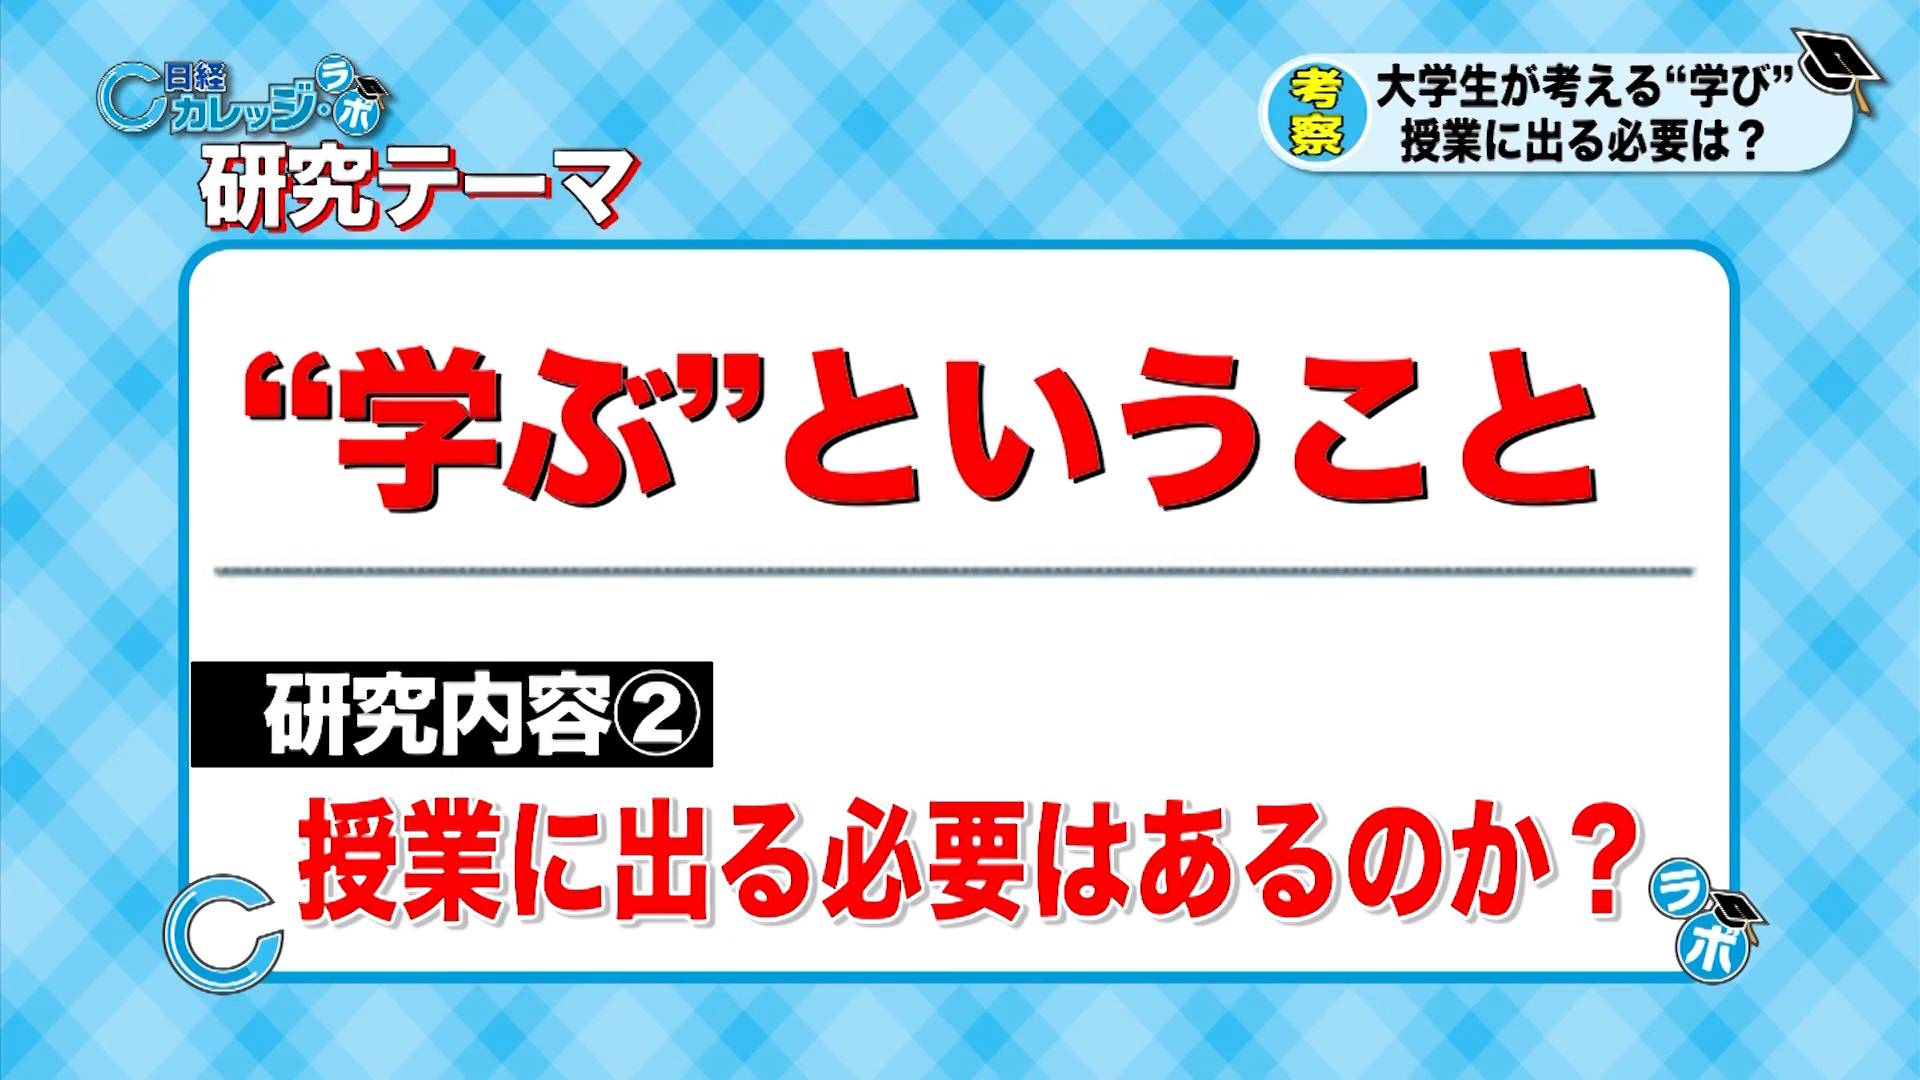 日経
カレッジ・ラボ
考察
大学生が考える“学び”
授業に出る必要は？
研究テーマ
“学ぶ”ということ
研究内容②
授業に出る必要はあるのか？
C
ラボ